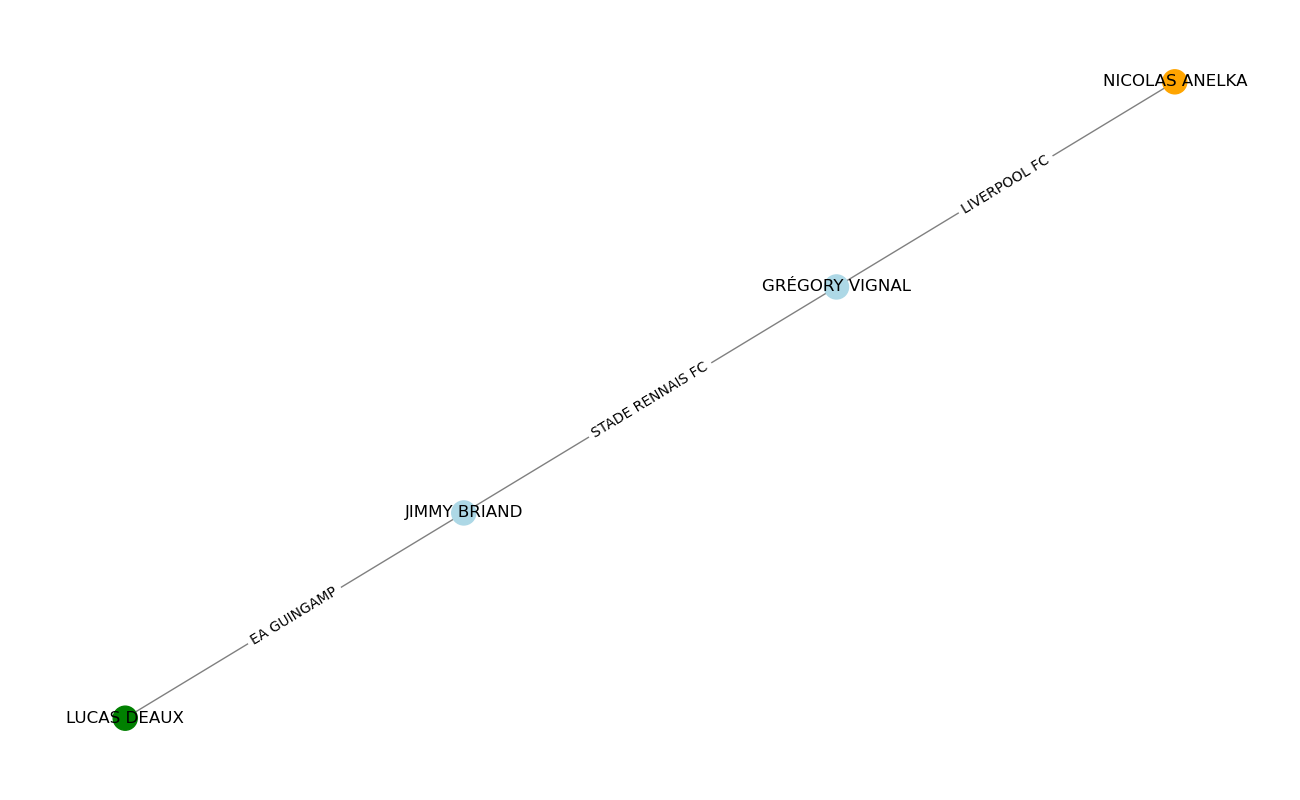 NICOLAS ANELKA
LIVERPOOL FC
GRÉGORY VIGNAL
STADE RENNAIS FC
JIMMY BRIAND
EA GUINGAMP
LUCAS DEAUX